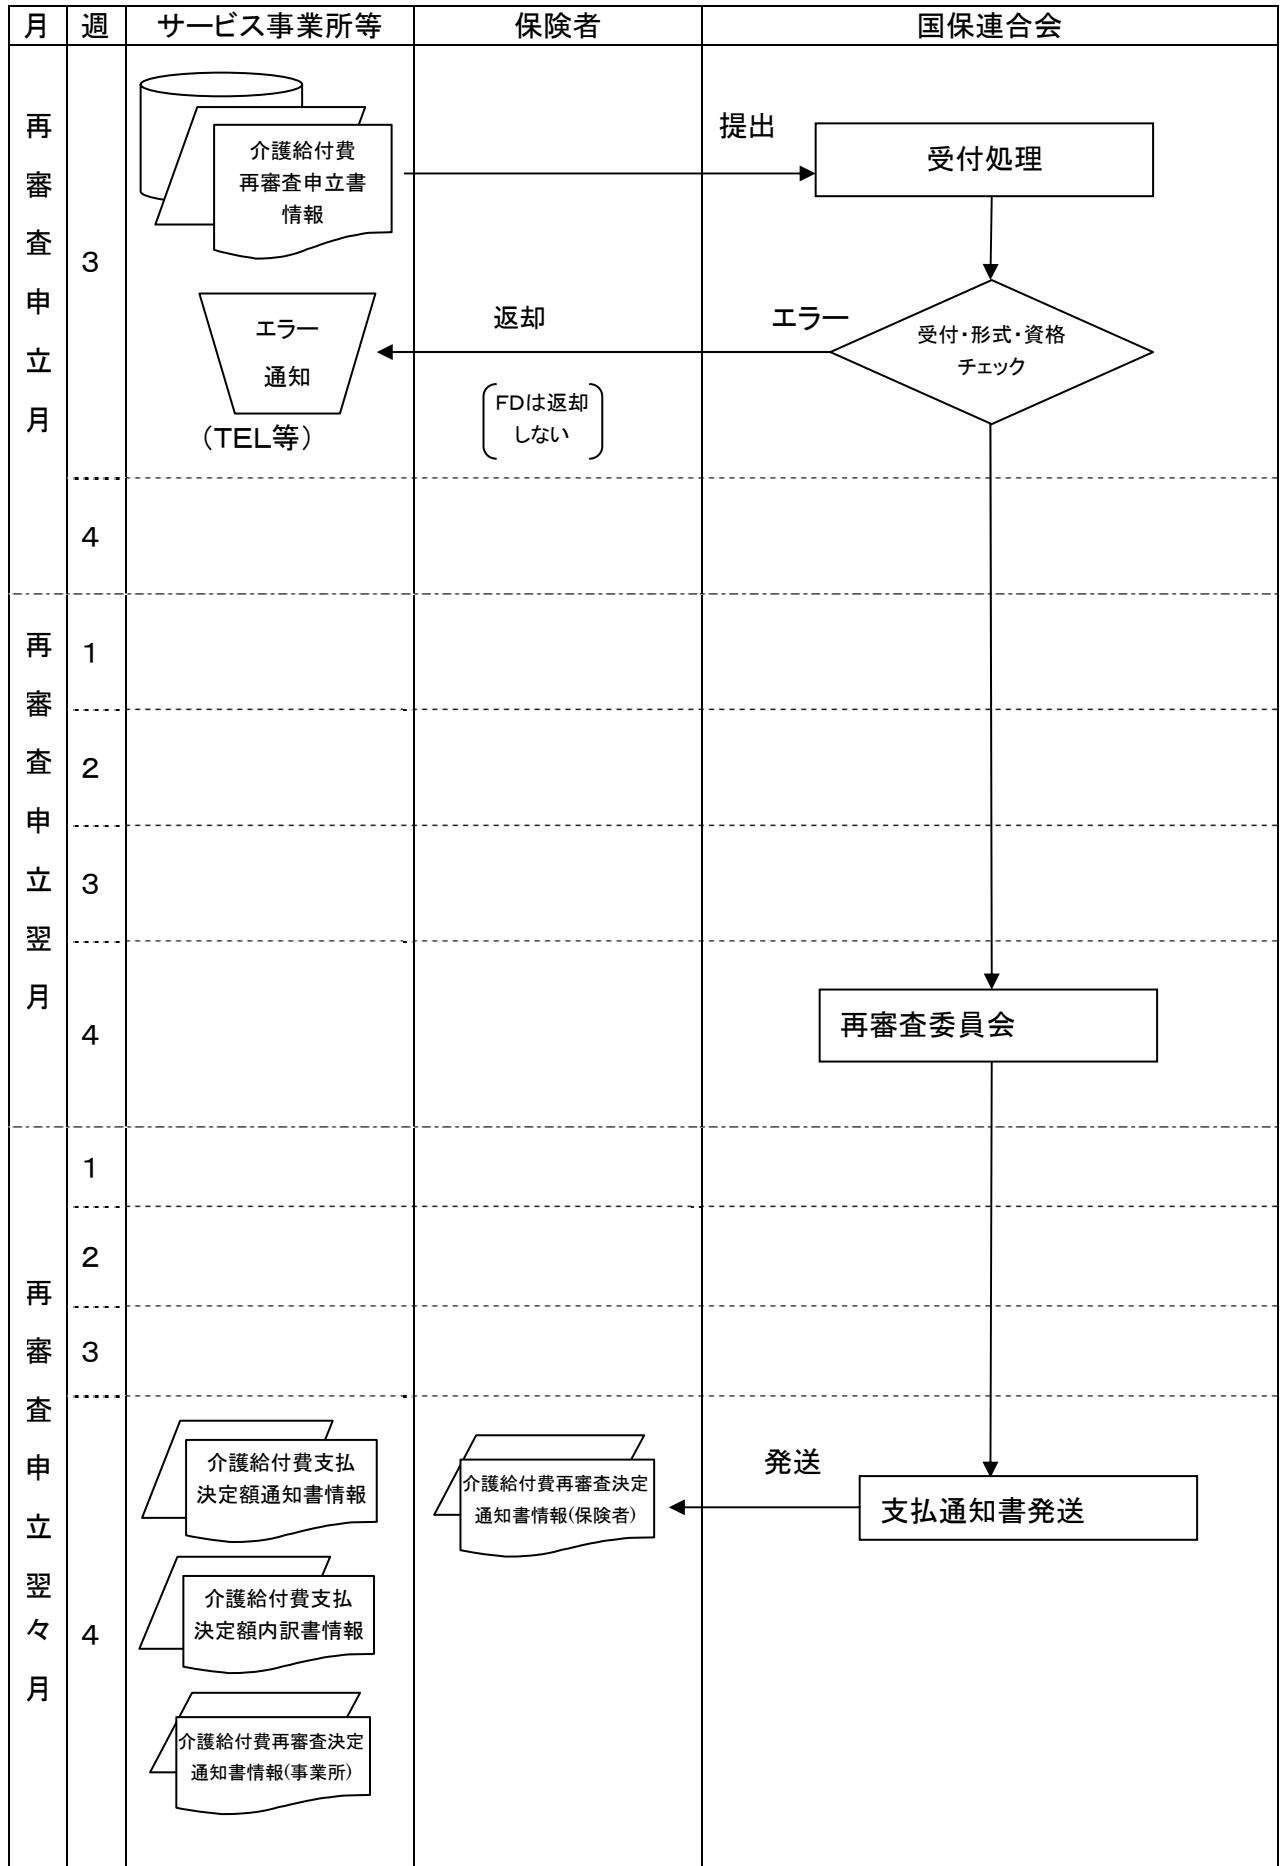 月 週 サービス事業所等 保険者 国保連合会
再審査申立月
3
介護給付費
再審査申立書
情報
提出
受付処理
エラー
通知
(TEL等)
返却
FDは返却
しない
エラー
受付・形式・資格
チェック
4
再審査申立翌月
1
2
3
4
再審査委員会
再審査申立翌々月
1
2
3
4
介護給付費支払
決定額通知書情報
介護給付費再審査決定
通知書情報(保険者)
発送
支払通知書発送
介護給付費支払
決定額内訳書情報
介護給付費再審査決定
通知書情報(事業所)